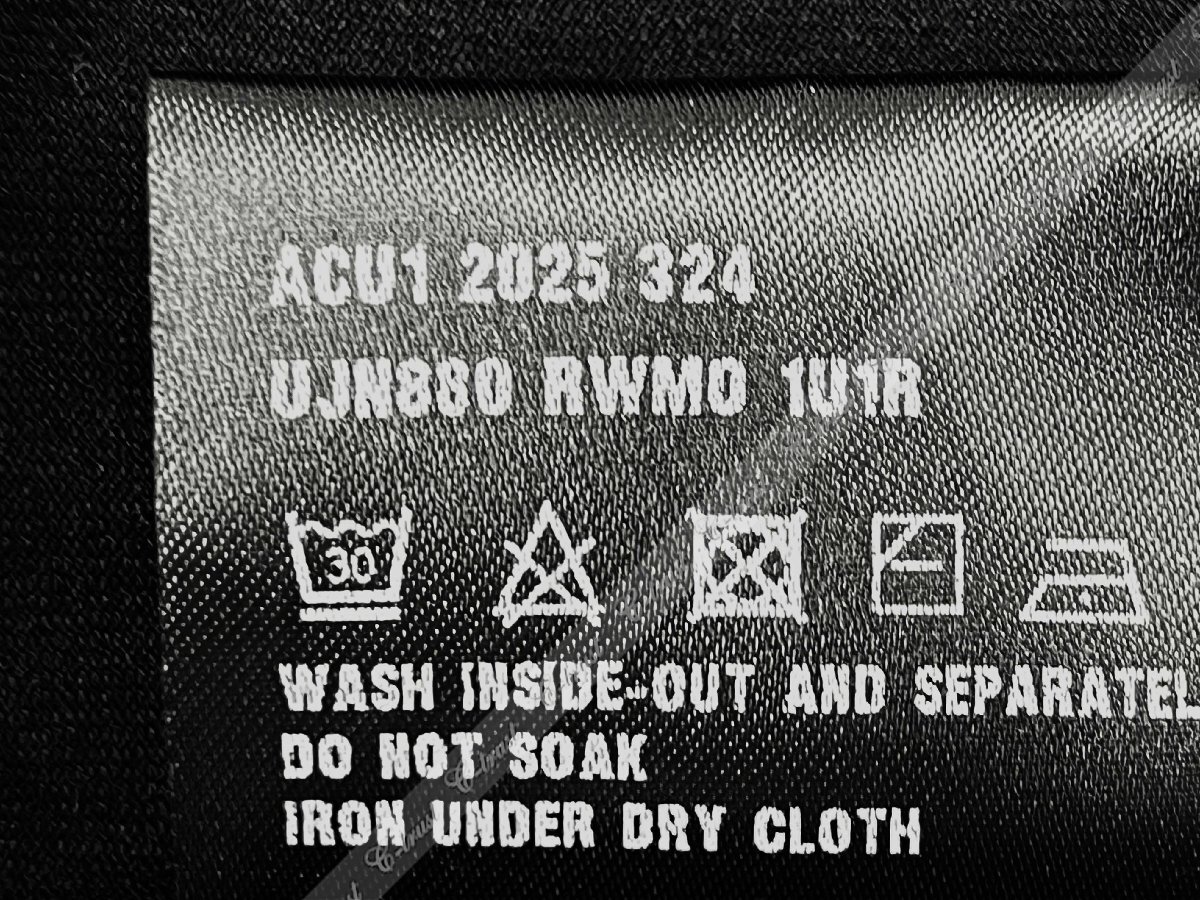 ACU1 2025 324
UJN880 RWMO 1U1R
30
WASH INSIDE-OUT AND SEPARATEL
DO NOT SOAK
IRON UNDER DRY CLOTH